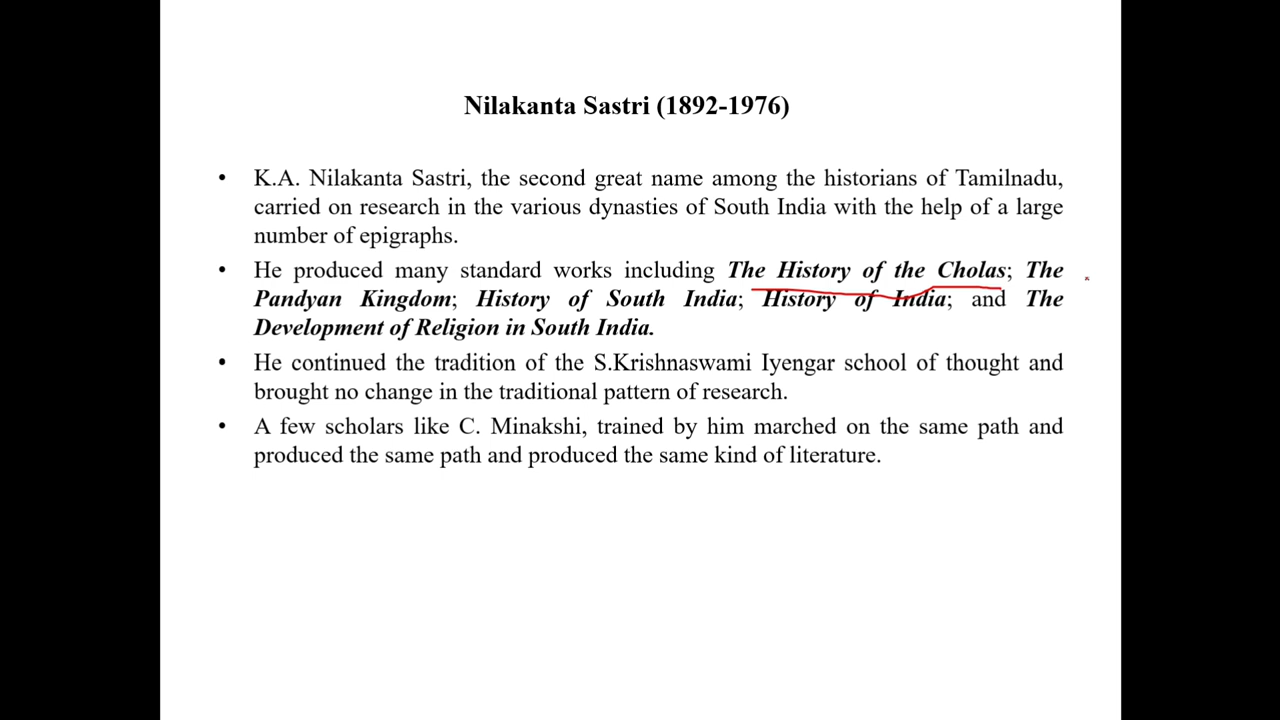 Nilakanta Sastri (1892-1976)
• K.A. Nilakanta Sastri, the second great name among the historians of Tamilnadu,
carried on research in the various dynasties of South India with the help of a large
number of epigraphs.
• He produced many standard works including The History of the Cholas; The
Pandyan Kingdom; History of South India; History of India; and The
Development of Religion in South India.
• He continued the tradition of the S.Krishnaswami Iyengar school of thought and
brought no change in the traditional pattern of research.
• A few scholars like C. Minakshi, trained by him marched on the same path and
produced the same path and produced the same kind of literature.